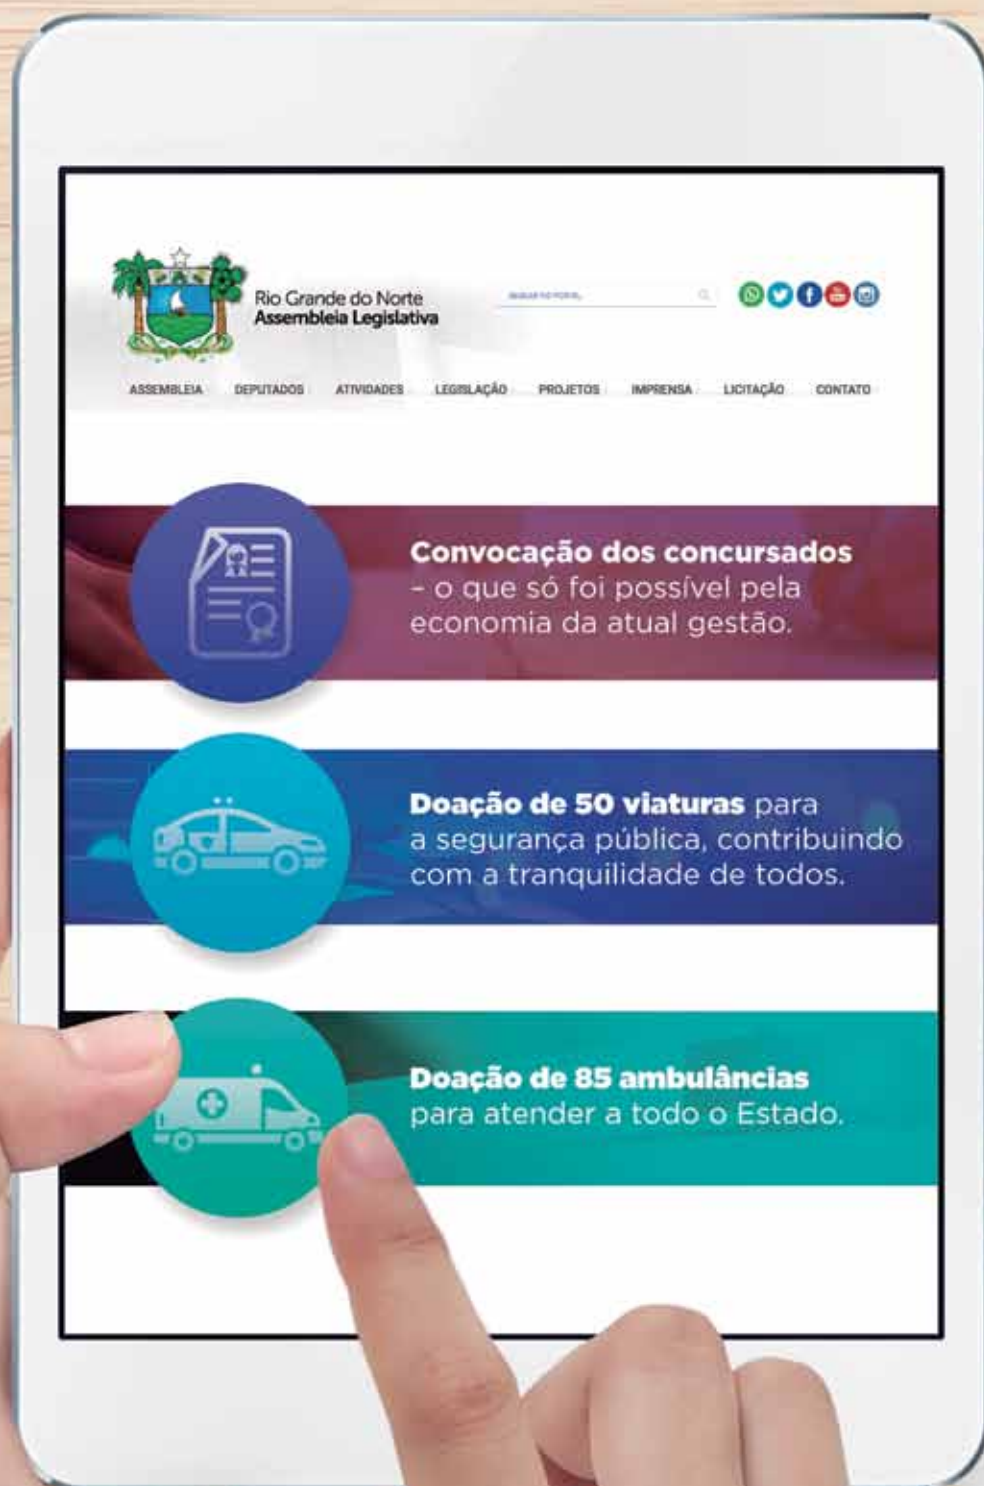 Rio Grande do Norte
Assembleia Legislativa
ASSEMBLEIA
DEPUTADOS
ATIVIDADES
LEGISLAÇÃO
PROJETOS
IMPRENSA
LICITAÇÃO
CONTATO
Convocação dos concursados
– o que só foi possível pela
economia da atual gestão.
Doação de 50 viaturas para
a segurança pública, contribuindo
com a tranquilidade de todos.
Doação de 85 ambulâncias
para atender a todo o Estado.